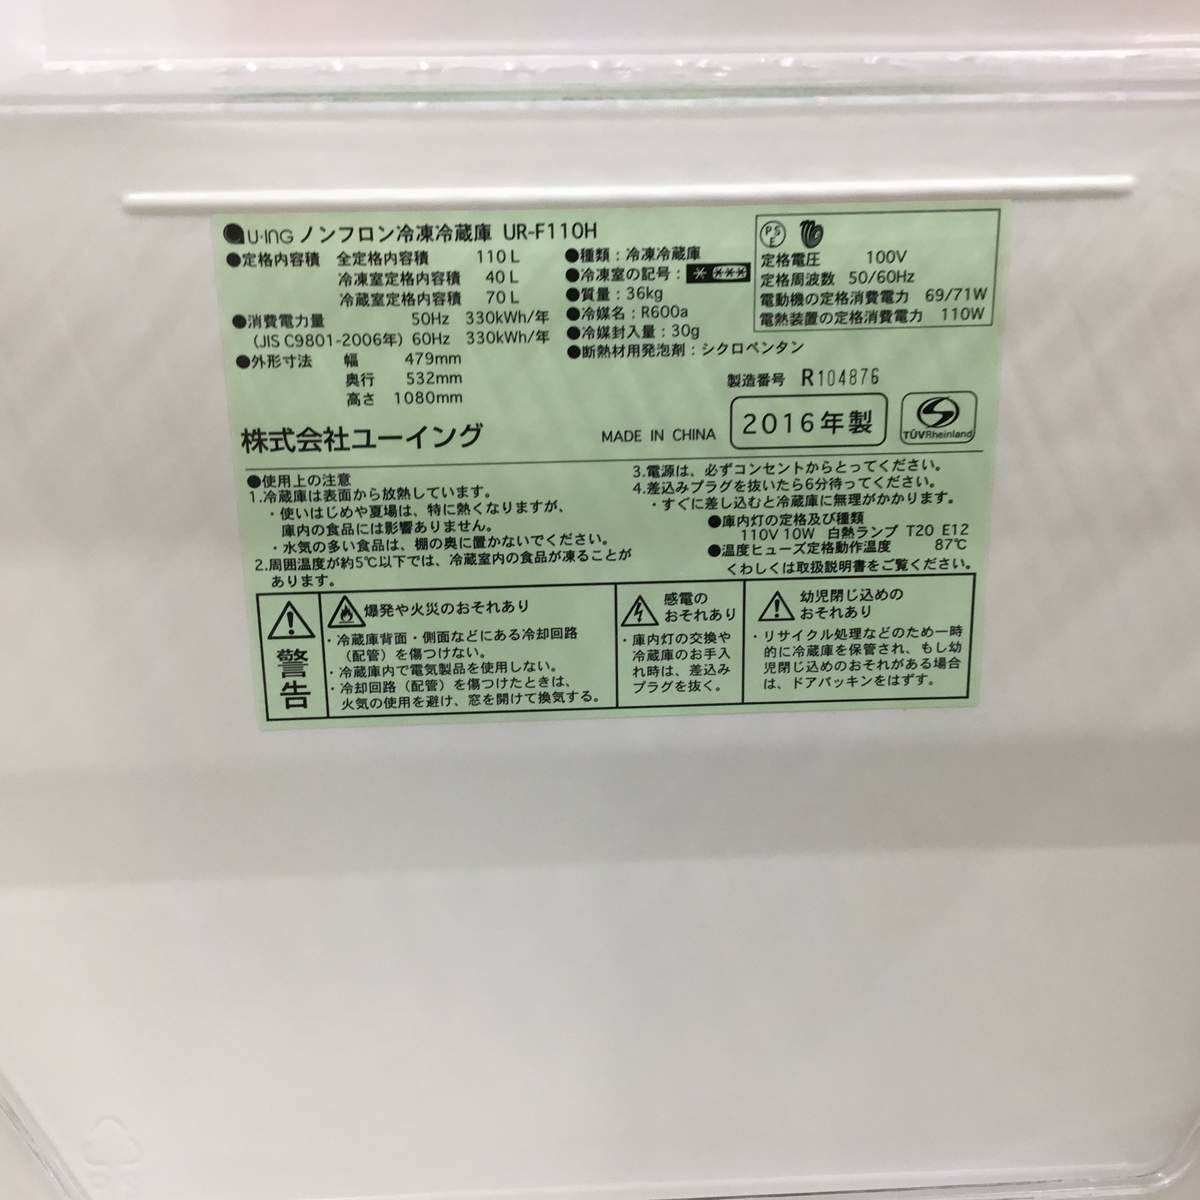 U·ING ノンフロン冷凍冷蔵庫 UR-F110H
●定格内容積 全定格内容積 110 L
冷凍室定格内容積 40 L
冷蔵室定格内容積 70 L
●消費電力量 50Hz 330kWh/年
(JIS C9801-2006年) 60Hz 330kWh/年
●外形寸法 幅 479mm
奥行 532mm
高さ 1080mm
●種類：冷凍冷蔵庫
●冷凍室の記号：＊ ＊＊＊
●質量：36kg
●冷媒名：R600a
●冷媒封入量：30g
●断熱材用発泡剤：シクロペンタン
PS
E
定格電圧 100V
定格周波数 50/60Hz
電動機の定格消費電力 69/71W
電熱装置の定格消費電力 110W
製造番号 R104876
株式会社ユーイング
MADE IN CHINA
2016年製
TÜVRheinland
●使用上の注意
1.冷蔵庫は表面から放熱しています。
・使いはじめや夏場は、特に熱くなりますが、
庫内の食品には影響ありません。
・水気の多い食品は、棚の奥に置かないでください。
2.周囲温度が約5℃以下では、冷蔵室内の食品が凍ることが
あります。
3.電源は、必ずコンセントからとってください。
4.差込みプラグを抜いたら6分待ってください。
・すぐに差し込むと冷蔵庫に無理がかかります。
●庫内灯の定格及び種類
110V 10W 白熱ランプ T20 E12
●温度ヒューズ定格動作温度 87℃
くわしくは取扱説明書をご覧ください。
警告
爆発や火災のおそれあり
・冷蔵庫背面・側面などにある冷却回路
（配管）を傷つけない。
・冷蔵庫内で電気製品を使用しない。
・冷却回路（配管）を傷つけたときは、
火気の使用を避け、窓を開けて換気する。
感電の
おそれあり
・庫内灯の交換や
冷蔵庫のお手入
れ時は、差込み
プラグを抜く。
幼児閉じ込めの
おそれあり
・リサイクル処理などのため一時
的に冷蔵庫を保管され、もし幼
児閉じ込めのおそれがある場合
は、ドアパッキンをはずす。